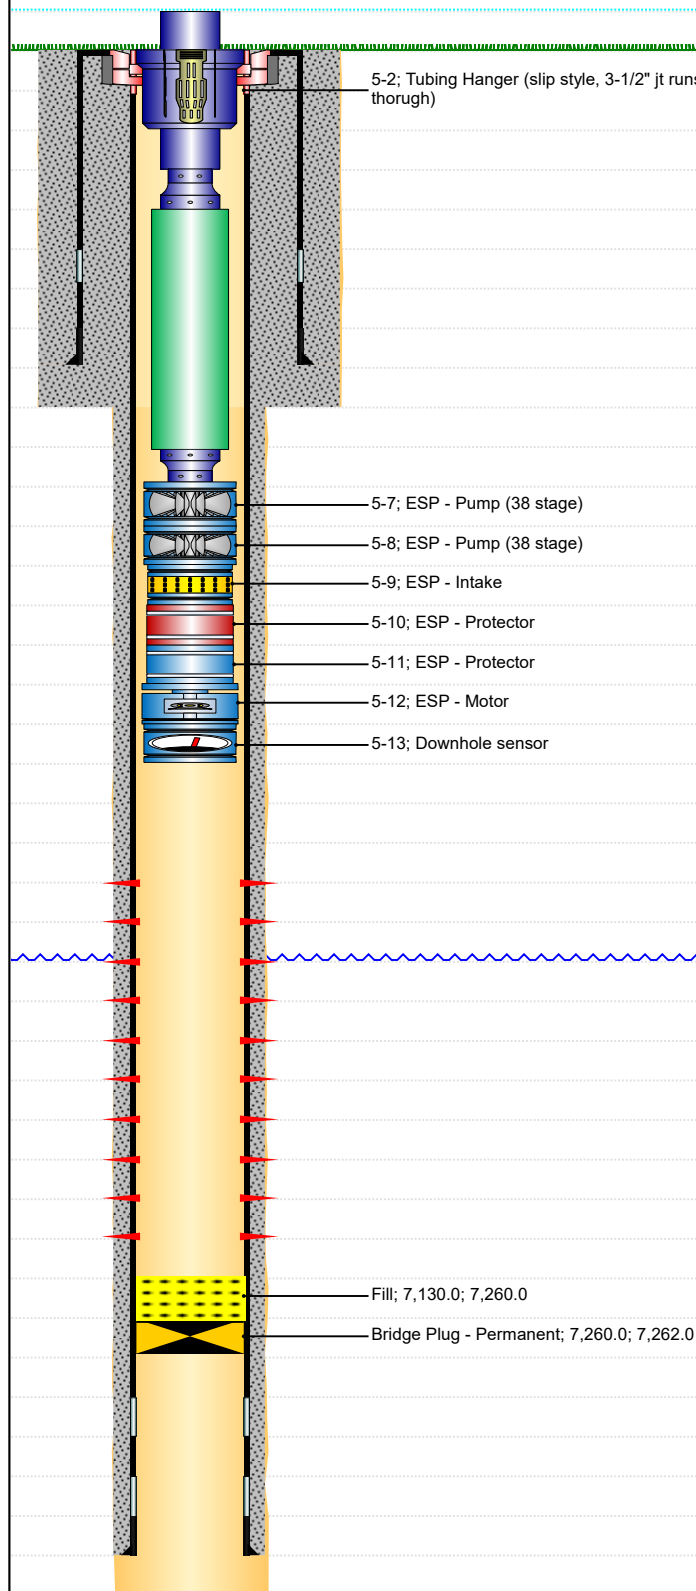 5-2; Tubing Hanger (slip style, 3-1/2" jt runs
thorugh)
5-7; ESP - Pump (38 stage)
5-8; ESP - Pump (38 stage)
5-9; ESP - Intake
5-10; ESP - Protector
5-11; ESP - Protector
5-12; ESP - Motor
5-13; Downhole sensor
Fill; 7,130.0; 7,260.0
Bridge Plug - Permanent; 7,260.0; 7,262.0